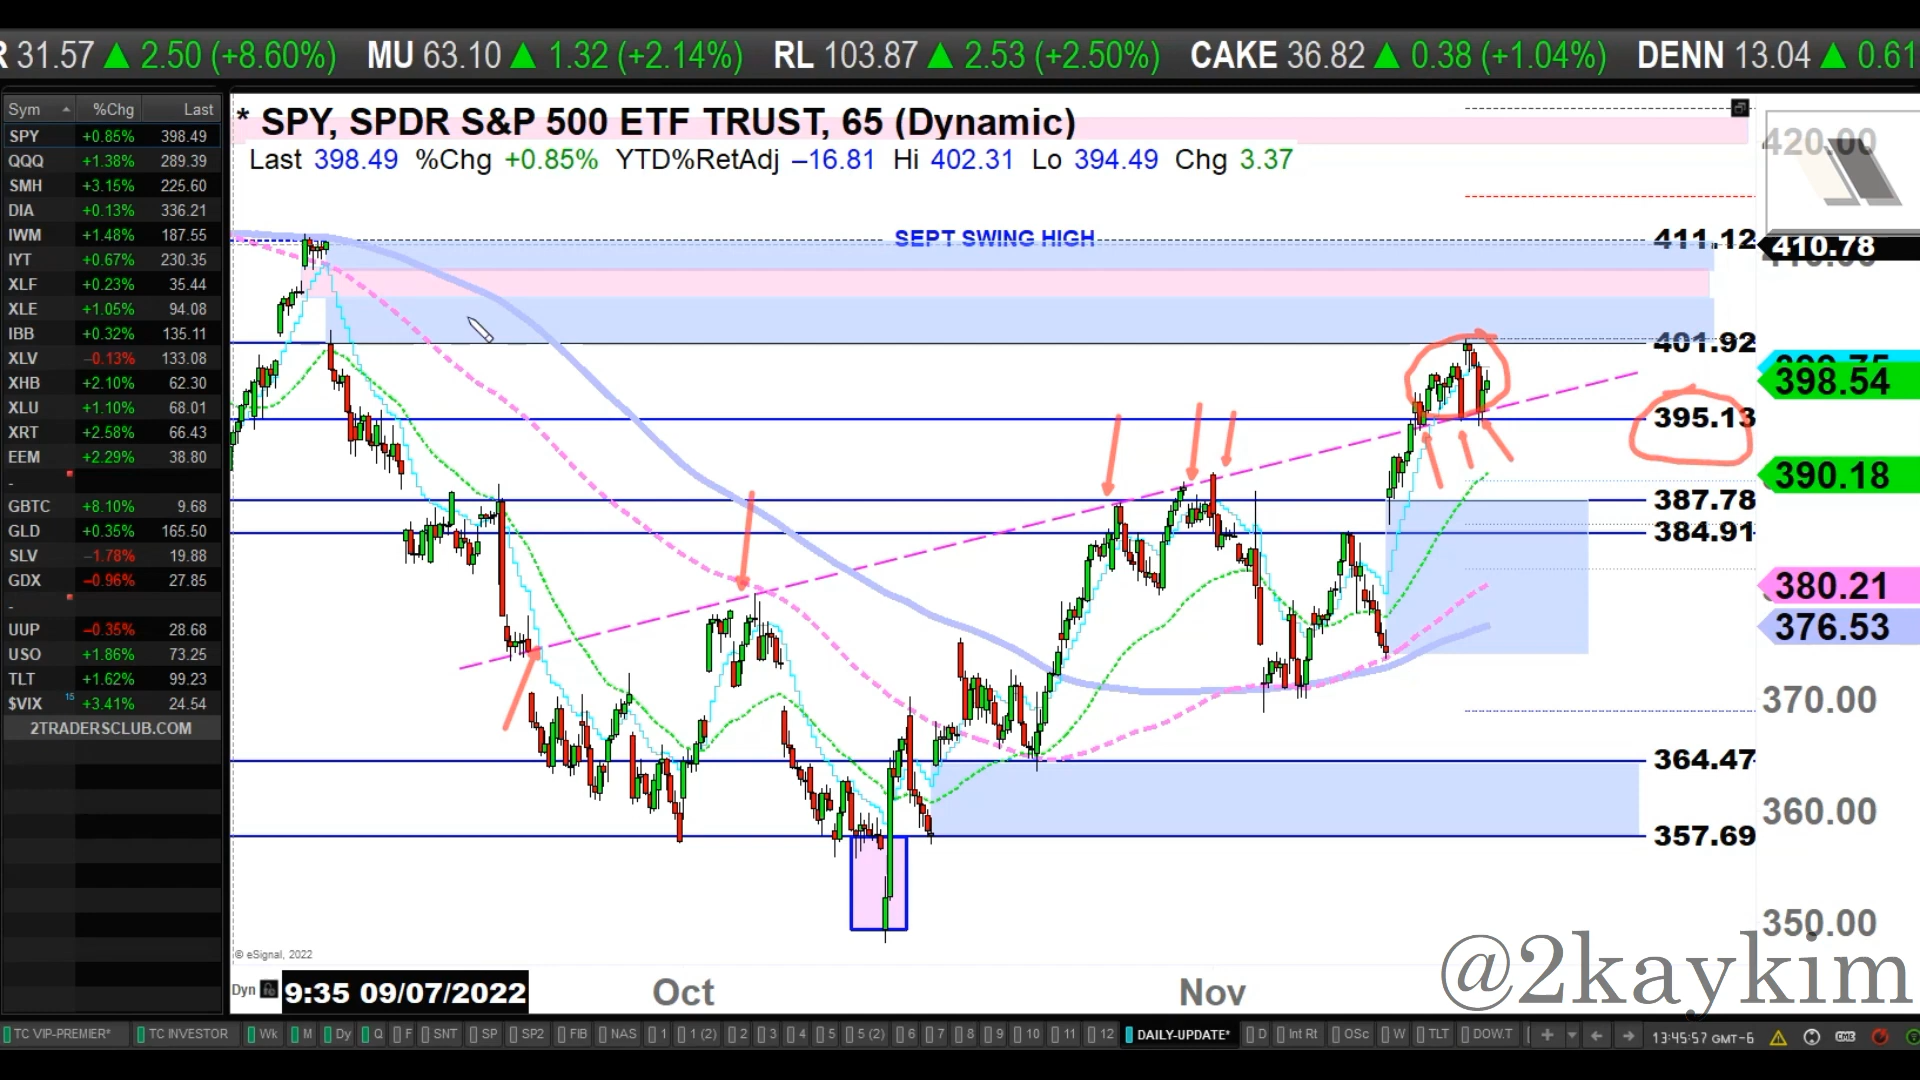 R 31.57 ▲ 2.50 (+8.60%) MU 63.10 ▲ 1.32 (+2.14%) RL 103.87 ▲ 2.53 (+2.50%) CAKE 36.82 ▲ 0.38 (+1.04%) DENN 13.04 ▲ 0.61
Sym %Chg Last
SPY +0.85% 398.49
QQQ +1.38% 289.39
SMH +3.15% 225.60
DIA +0.13% 336.21
IWM +1.48% 187.55
IYT +0.67% 230.35
XLF +0.23% 35.44
XLE +1.05% 94.08
IBB +0.32% 135.11
XLV −0.13% 133.08
XHB +2.10% 62.30
XLU +1.10% 68.01
XRT +2.58% 66.43
EEM +2.29% 38.80
-
GBTC +8.10% 9.68
GLD +0.35% 165.50
SLV −1.78% 19.88
GDX −0.96% 27.85
-
UUP −0.35% 28.68
USO +1.86% 73.25
TLT +1.62% 99.23
$VIX 15 +3.41% 24.54
2TRADERSCLUB.COM
* SPY, SPDR S&P 500 ETF TRUST, 65 (Dynamic)
Last 398.49 %Chg +0.85% YTD%RetAdj −16.81 Hi 402.31 Lo 394.49 Chg 3.37
420.00
SEPT SWING HIGH
411.12
410.78
401.92
398.54
395.13
390.18
387.78
384.91
380.21
376.53
370.00
364.47
360.00
357.69
350.00
© eSignal, 2022
@2kaykim
Dyn 9:35 09/07/2022 Oct Nov
TC VIP-PREMIER* TC INVESTOR Wk M Dy Q F SNT SP SP2 FIB NAS 1 1 (2) 2 3 4 5 5 (2) 6 7 8 9 10 11 12 DAILY-UPDATE* D Int Rt OSc W TLT DOW.T 13:45:57 GMT-6